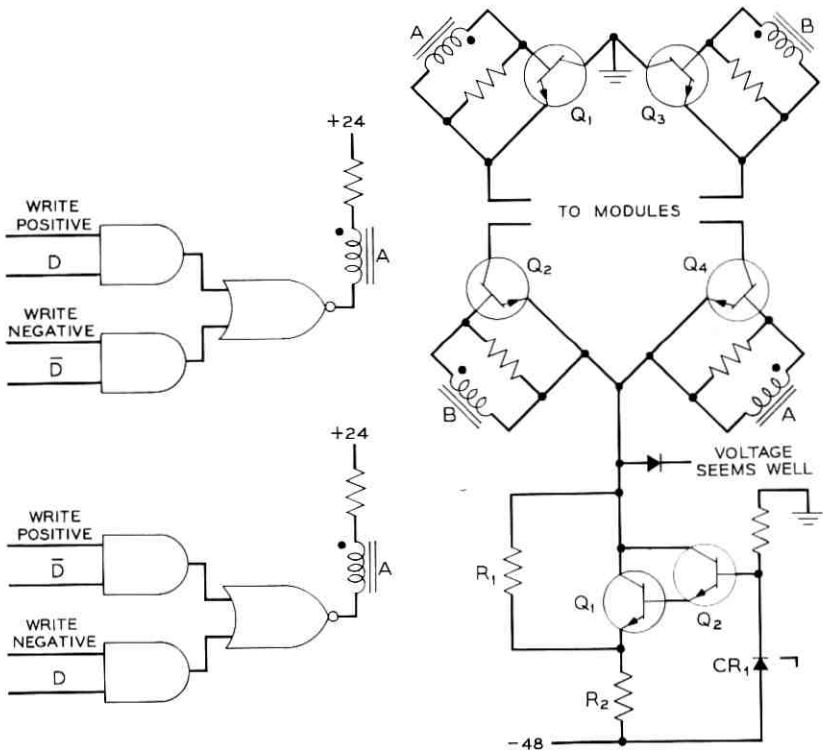 A
B
Q1
Q3
+24
TO MODULES
WRITE
POSITIVE
D
A
Q2
Q4
WRITE
NEGATIVE
D̅
B
A
+24
VOLTAGE
SEEMS WELL
WRITE
POSITIVE
D̅
A
R1
Q1
Q2
WRITE
NEGATIVE
D
CR1
R2
-48